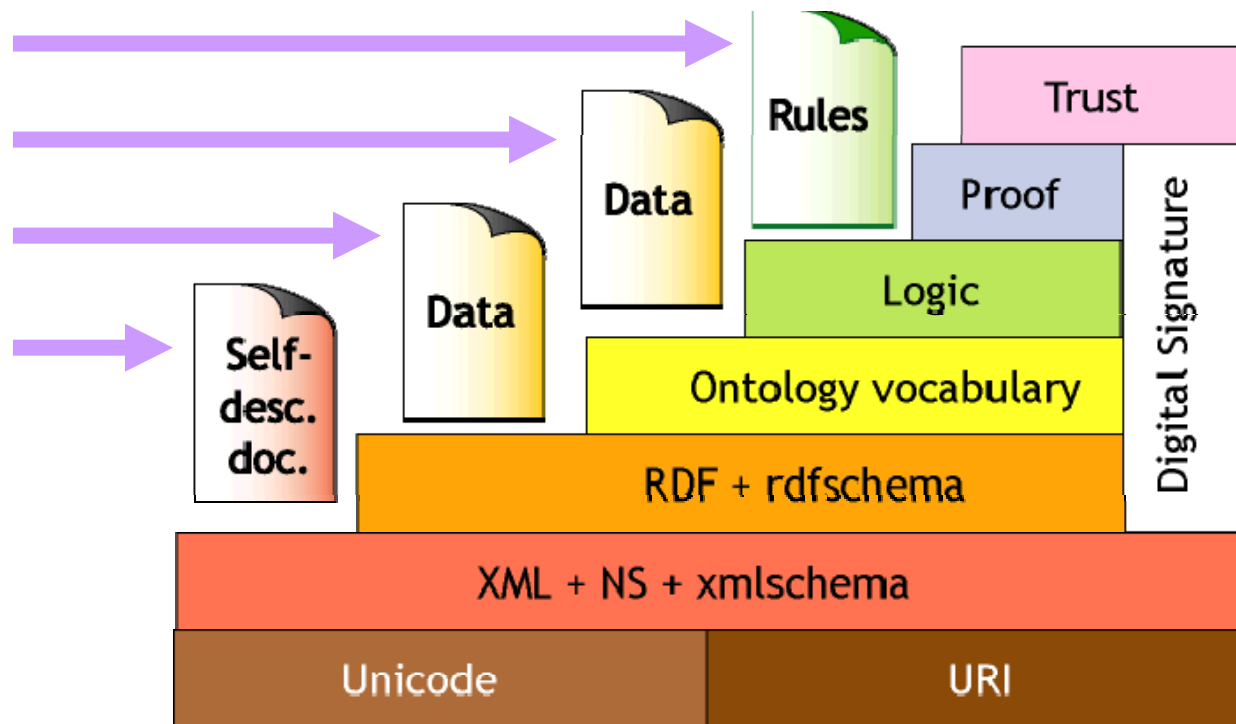 Rules
Trust
Data
Proof
Data
Logic
Self-
desc.
doc.
Ontology vocabulary
Digital Signature
RDF + rdfschema
XML + NS + xmlschema
Unicode
URI